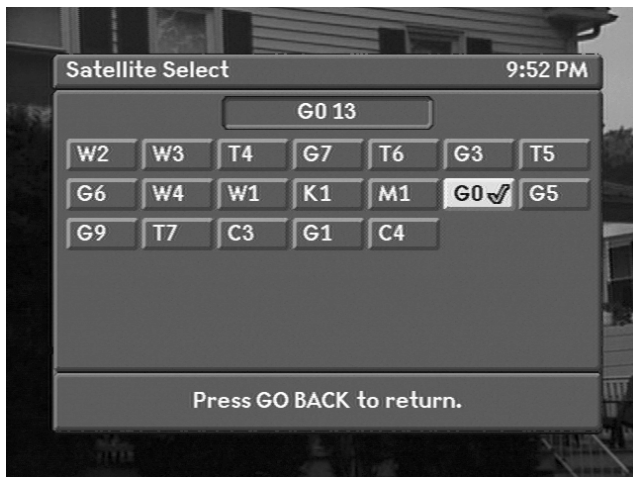 Satellite Select 9:52 PM
G0 13
W2 W3 T4 G7 T6 G3 T5
G6 W4 W1 K1 M1 G0 G5
G9 T7 C3 G1 C4
Press GO BACK to return.